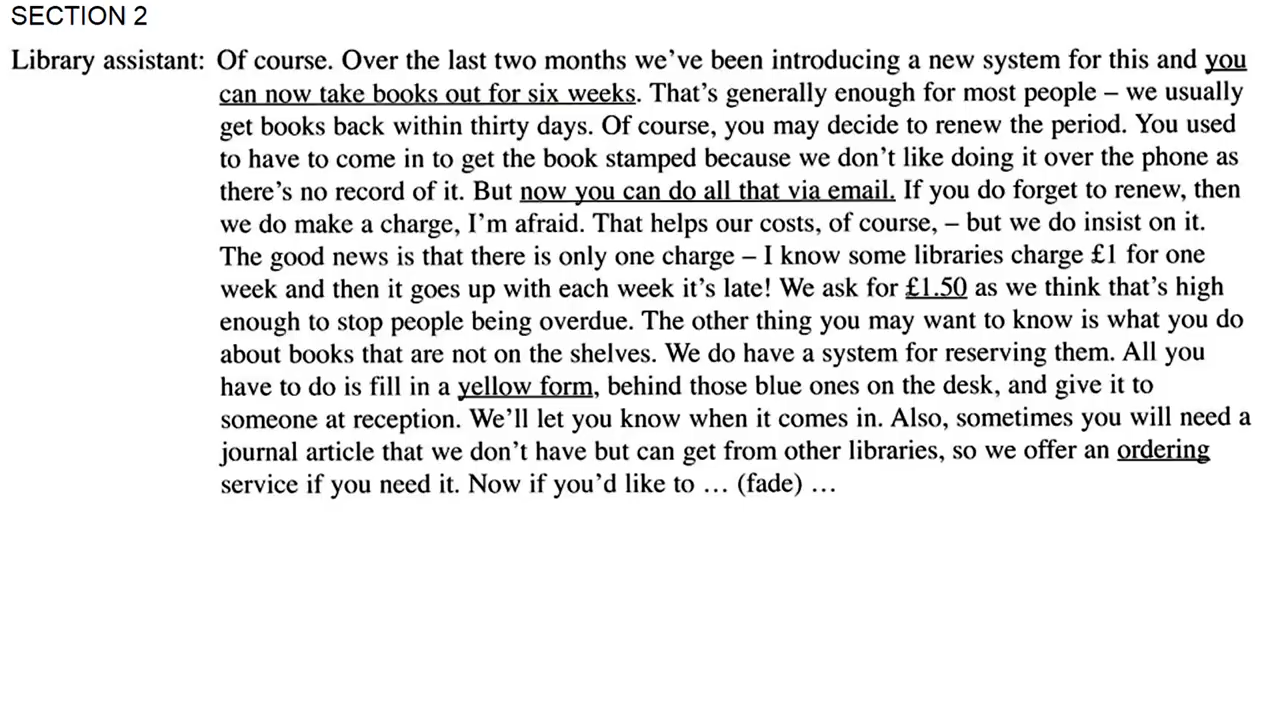 SECTION 2
Library assistant: Of course. Over the last two months we've been introducing a new system for this and you
can now take books out for six weeks. That's generally enough for most people – we usually
get books back within thirty days. Of course, you may decide to renew the period. You used
to have to come in to get the book stamped because we don't like doing it over the phone as
there's no record of it. But now you can do all that via email. If you do forget to renew, then
we do make a charge, I'm afraid. That helps our costs, of course, – but we do insist on it.
The good news is that there is only one charge – I know some libraries charge £1 for one
week and then it goes up with each week it's late! We ask for £1.50 as we think that's high
enough to stop people being overdue. The other thing you may want to know is what you do
about books that are not on the shelves. We do have a system for reserving them. All you
have to do is fill in a yellow form, behind those blue ones on the desk, and give it to
someone at reception. We'll let you know when it comes in. Also, sometimes you will need a
journal article that we don't have but can get from other libraries, so we offer an ordering
service if you need it. Now if you'd like to … (fade) …